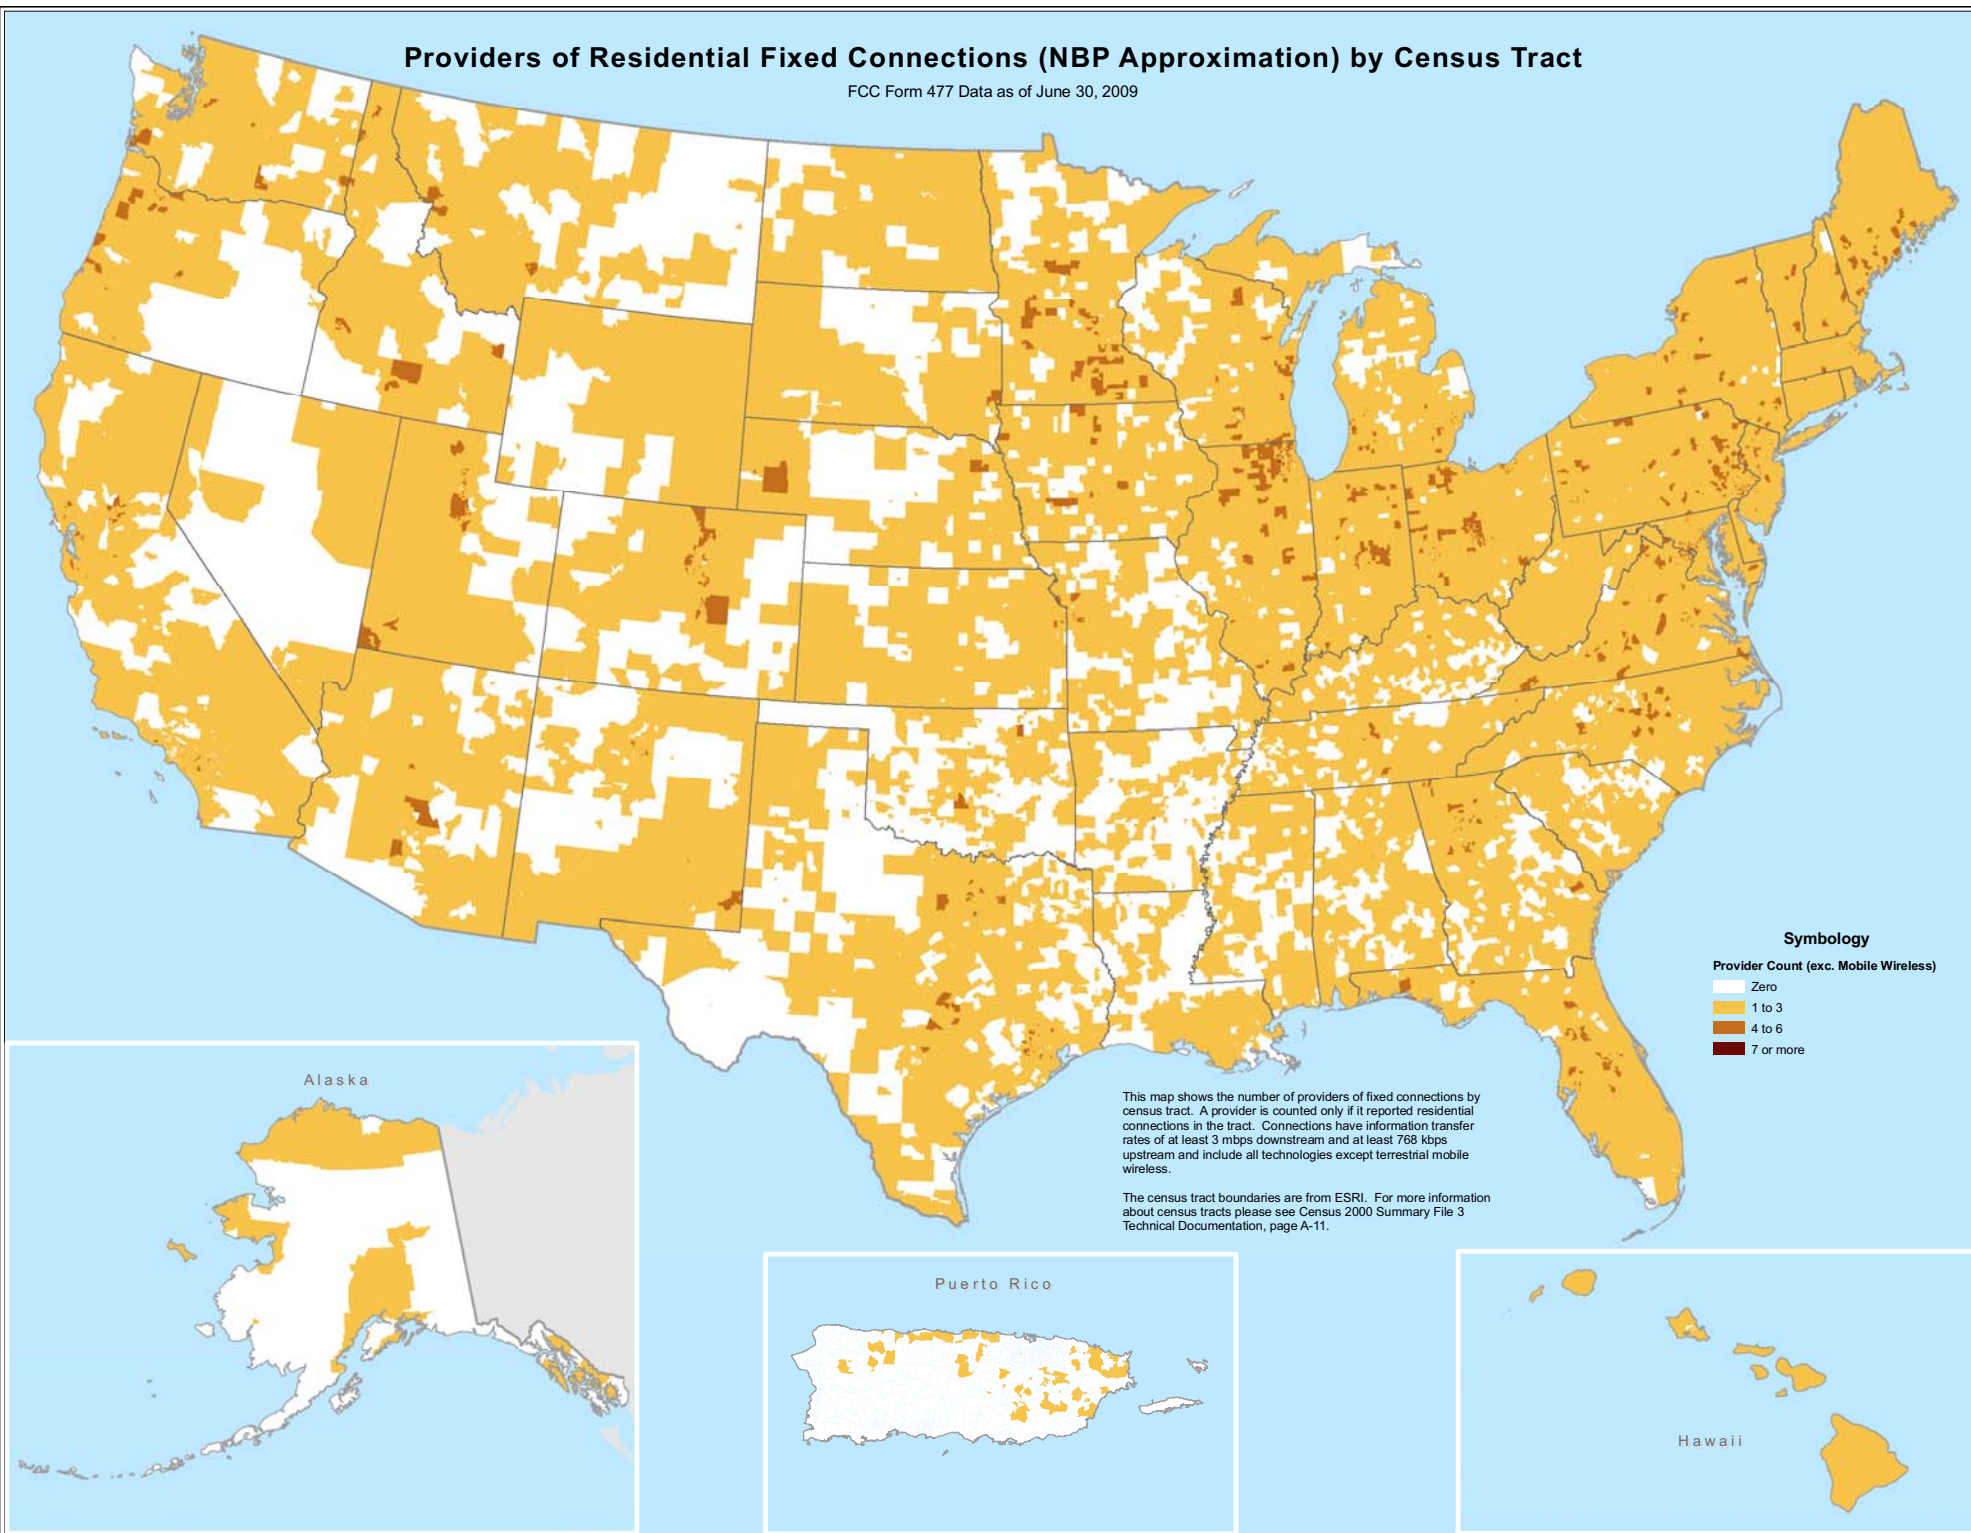 Providers of Residential Fixed Connections (NBP Approximation) by Census Tract
FCC Form 477 Data as of June 30, 2009
Symbology
Provider Count (exc. Mobile Wireless)
Zero
1 to 3
4 to 6
7 or more
Alaska
This map shows the number of providers of fixed connections by
census tract. A provider is counted only if it reported residential
connections in the tract. Connections have information transfer
rates of at least 3 mbps downstream and at least 768 kbps
upstream and include all technologies except terrestrial mobile
wireless.
The census tract boundaries are from ESRI. For more information
about census tracts please see Census 2000 Summary File 3
Technical Documentation, page A-11.
Puerto Rico
Hawaii